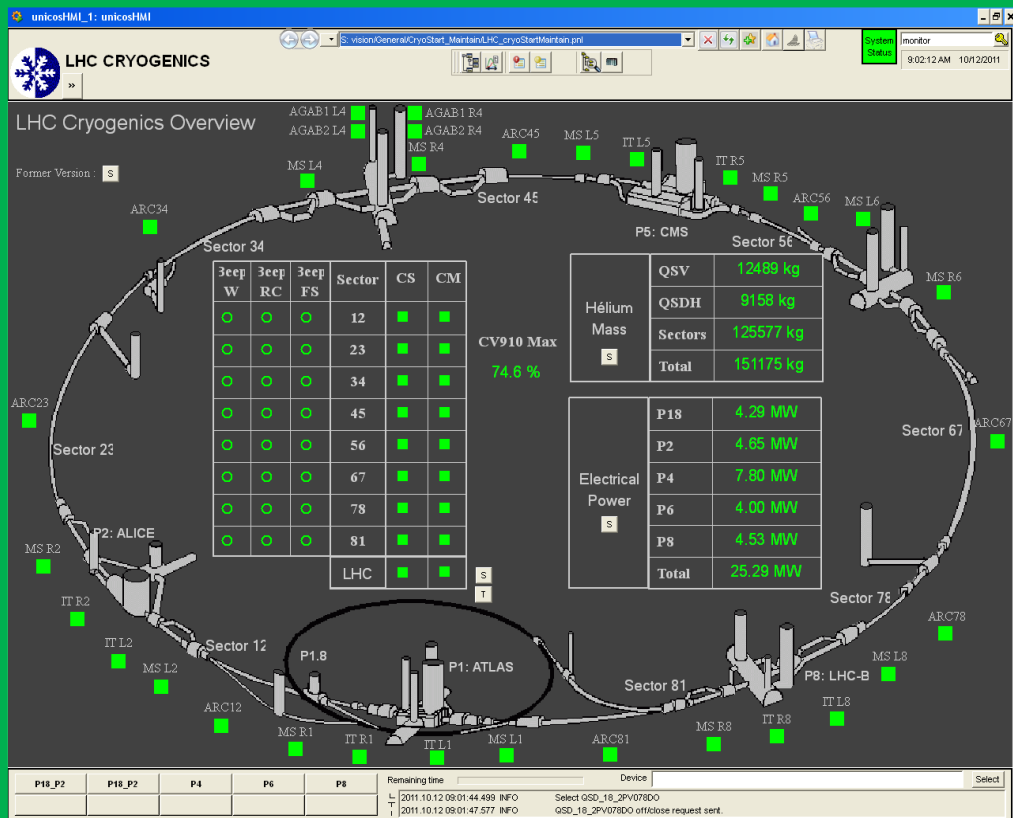 unicosHMI_1: unicosHMI
LHC CRYOGENICS
»
S: vision/General/CryoStart_Maintain/LHC_cryoStartMaintain.pnl
System Status
monitor
9:02:12 AM 10/12/2011
LHC Cryogenics Overview
Former Version : S
AGAB1 L4
AGAB1 R4
AGAB2 L4
AGAB2 R4
MS R4
MS L4
ARC45
MS L5
IT L5
IT R5
MS R5
ARC56
MS L6
MS R6
ARC34
Sector 34
Sector 45
P5: CMS
Sector 56
Beep W
Beep RC
Beep FS
Sector
CS
CM
12
23
34
45
56
67
78
81
LHC
S
T
CV910 Max
74.6 %
Hélium Mass
S
QSV 12489 kg
QSDH 9158 kg
Sectors 125577 kg
Total 151175 kg
Electrical Power
S
P18 4.29 MW
P2 4.65 MW
P4 7.80 MW
P6 4.00 MW
P8 4.53 MW
Total 25.29 MW
ARC23
Sector 23
ARC67
Sector 67
P2: ALICE
MS R2
IT R2
IT L2
MS L2
Sector 12
ARC12
P1.8
P1: ATLAS
MS R1
IT R1
IT L1
MS L1
ARC81
Sector 81
MS R8
IT R8
IT L8
P8: LHC-B
MS L8
Sector 78
ARC78
P18_P2
P18_P2
P4
P6
P8
Remaining time
Device
Select
2011.10.12 09:01:44.499 INFO Select QSD_18_2PV078DO
2011.10.12 09:01:47.577 INFO QSD_18_2PV078DO off/close request sent.